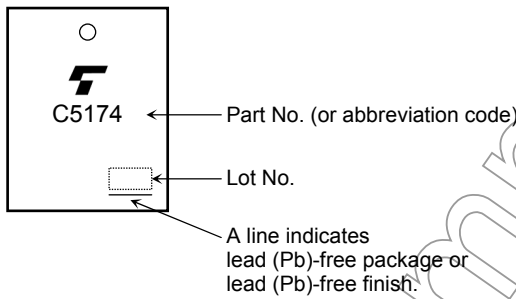 C5174
Part No. (or abbreviation code)
Lot No.
A line indicates
lead (Pb)-free package or
lead (Pb)-free finish.